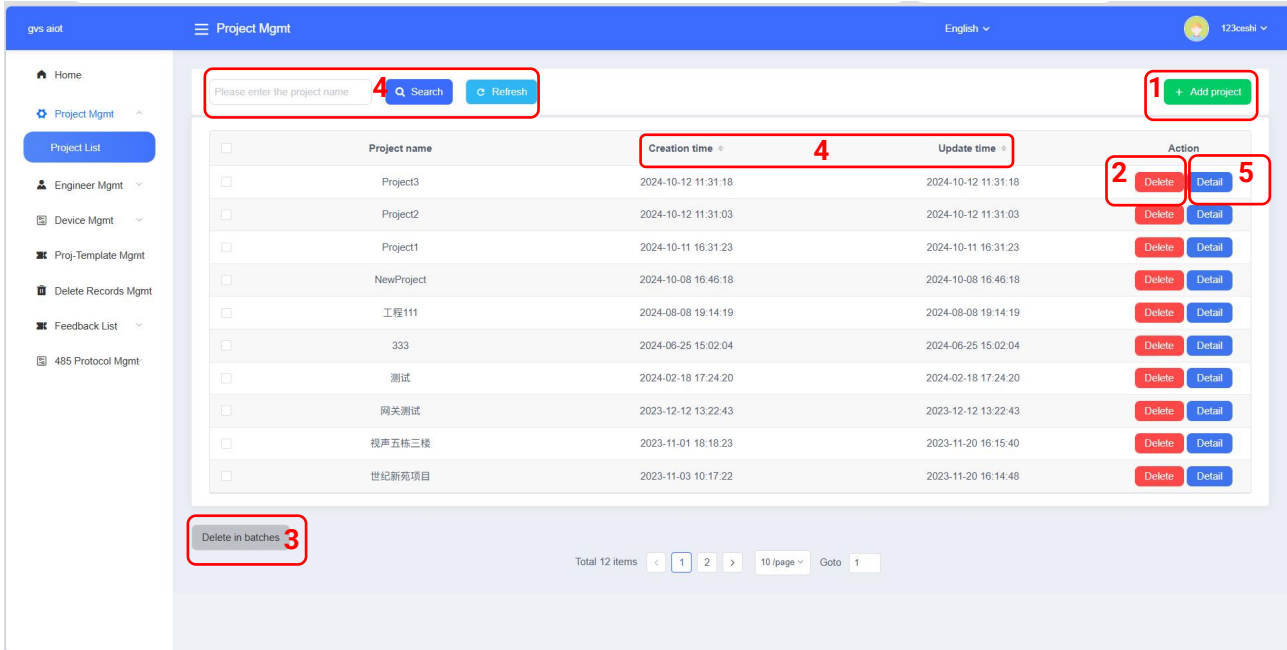 gvs aiot
Project Mgmt
English
123ceshi
Home
Project Mgmt
Project List
Engineer Mgmt
Device Mgmt
Proj-Template Mgmt
Delete Records Mgmt
Feedback List
485 Protocol Mgmt
Please enter the project name 4 Search Refresh
1 + Add project
Project name Creation time 4 Update time Action
Project3 2024-10-12 11:31:18 2024-10-12 11:31:18 2 Delete Detail 5
Project2 2024-10-12 11:31:03 2024-10-12 11:31:03 Delete Detail
Project1 2024-10-11 16:31:23 2024-10-11 16:31:23 Delete Detail
NewProject 2024-10-08 16:46:18 2024-10-08 16:46:18 Delete Detail
工程111 2024-08-08 19:14:19 2024-08-08 19:14:19 Delete Detail
333 2024-06-25 15:02:04 2024-06-25 15:02:04 Delete Detail
测试 2024-02-18 17:24:20 2024-02-18 17:24:20 Delete Detail
网关测试 2023-12-12 13:22:43 2023-12-12 13:22:43 Delete Detail
视声五栋三楼 2023-11-01 18:18:23 2023-11-20 16:15:40 Delete Detail
世纪新苑项目 2023-11-03 10:17:22 2023-11-20 16:14:48 Delete Detail
Delete in batches 3
Total 12 items < 1 2 > 10 /page Goto 1